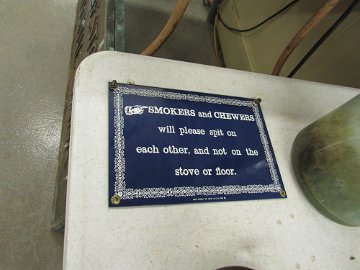 SMOKERS and CHEWERS
will please spit on
each other, and not on the
stove or floor.